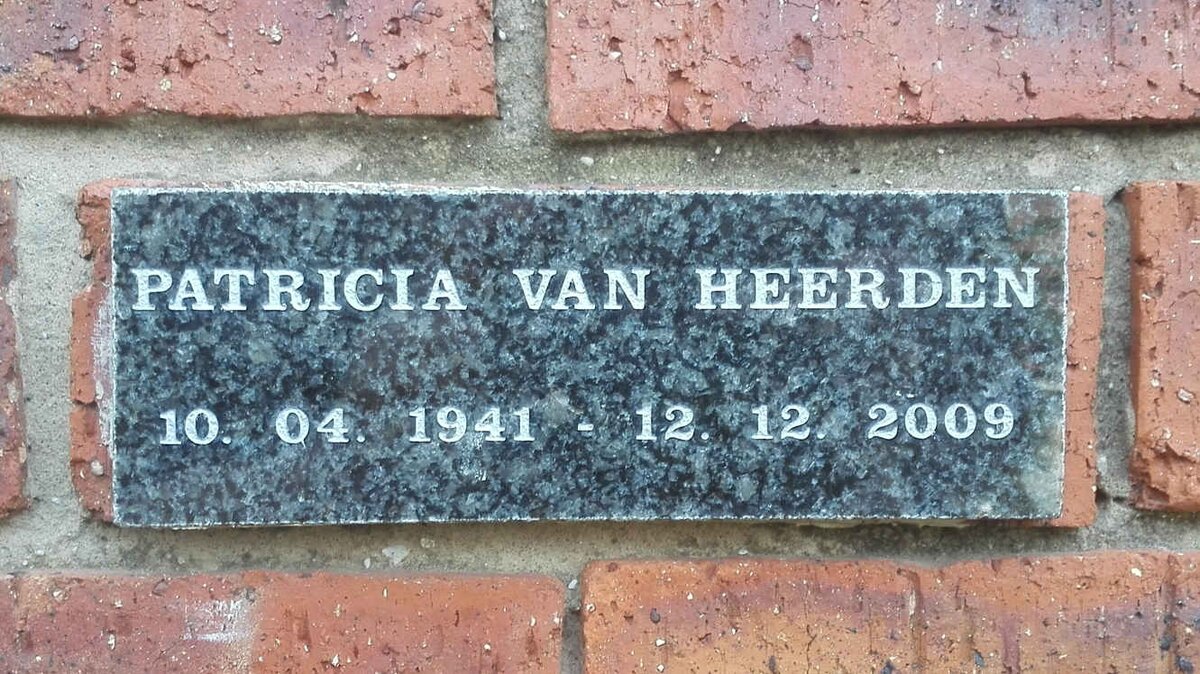 PATRICIA VAN HEERDEN
10. 04. 1941 - 12. 12. 2009